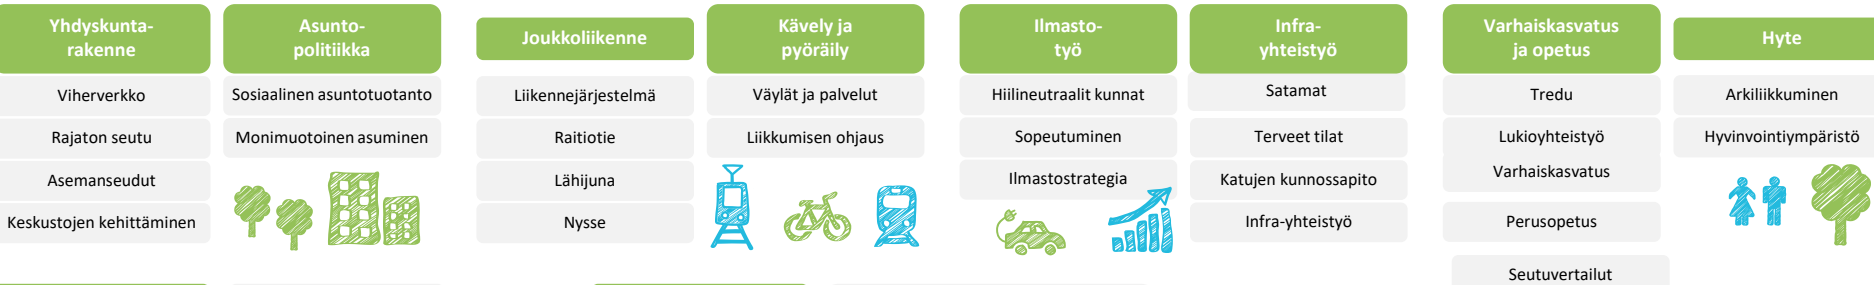 Yhdyskunta-
rakenne
Viherverkko
Rajaton seutu
Asemanseudut
Keskustojen kehittäminen
Asunto-
politiikka
Sosiaalinen asuntotuotanto
Monimuotoinen asuminen
Joukkoliikenne
Liikennejärjestelmä
Raitiotie
Lähijuna
Nysse
Kävely ja
pyöräily
Väylät ja palvelut
Liikkumisen ohjaus
Ilmasto-
työ
Hiilineutraalit kunnat
Sopeutuminen
Ilmastostrategia
Infra-
yhteistyö
Satamat
Terveet tilat
Katujen kunnossapito
Infra-yhteistyö
Varhaiskasvatus
ja opetus
Tredu
Lukioyhteistyö
Varhaiskasvatus
Perusopetus
Seutuvertailut
Hyte
Arkiliikkuminen
Hyvinvointiympäristö